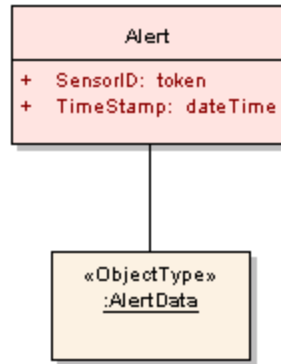 Alert
+ SensorID: token
+ TimeStamp: dateTime
«ObjectType»
:AlertData